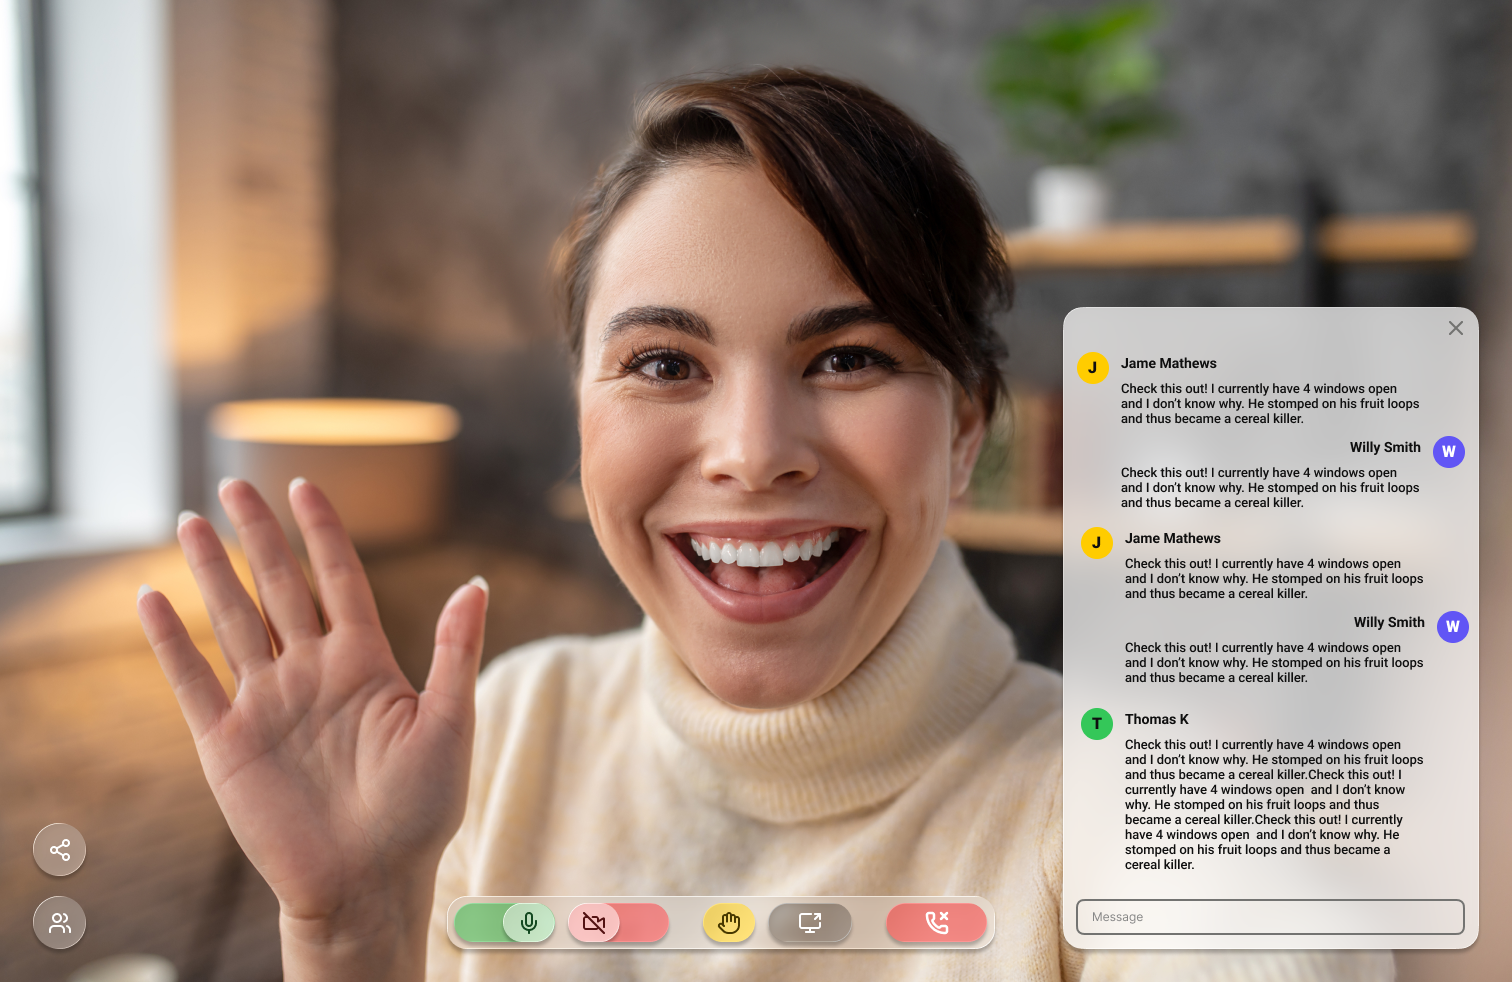 J
Jame Mathews
Check this out! I currently have 4 windows open
and I don’t know why. He stomped on his fruit loops
and thus became a cereal killer.
Willy Smith
W
Check this out! I currently have 4 windows open
and I don’t know why. He stomped on his fruit loops
and thus became a cereal killer.
J
Jame Mathews
Check this out! I currently have 4 windows open
and I don’t know why. He stomped on his fruit loops
and thus became a cereal killer.
Willy Smith
W
Check this out! I currently have 4 windows open
and I don’t know why. He stomped on his fruit loops
and thus became a cereal killer.
T
Thomas K
Check this out! I currently have 4 windows open
and I don’t know why. He stomped on his fruit loops
and thus became a cereal killer.Check this out! I
currently have 4 windows open  and I don’t know
why. He stomped on his fruit loops and thus
became a cereal killer.Check this out! I currently
have 4 windows open  and I don’t know why. He
stomped on his fruit loops and thus became a
cereal killer.
Message